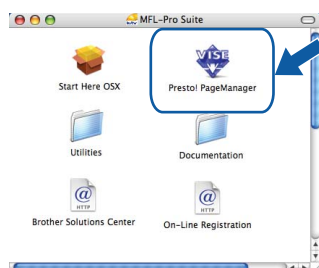 MFL-Pro Suite
VISE
Start Here OSX
Presto! PageManager
Utilities
Documentation
@
HTTP
@
HTTP
Brother Solutions Center
On-Line Registration